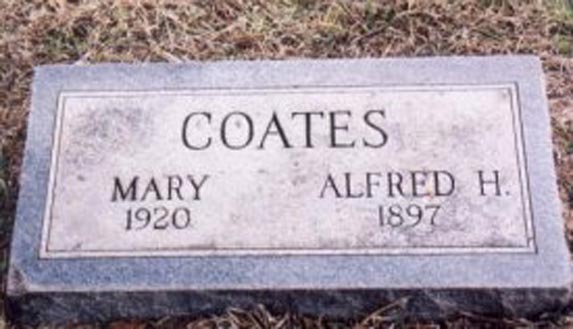 COATES
MARY ALFRED H.
1920 1897